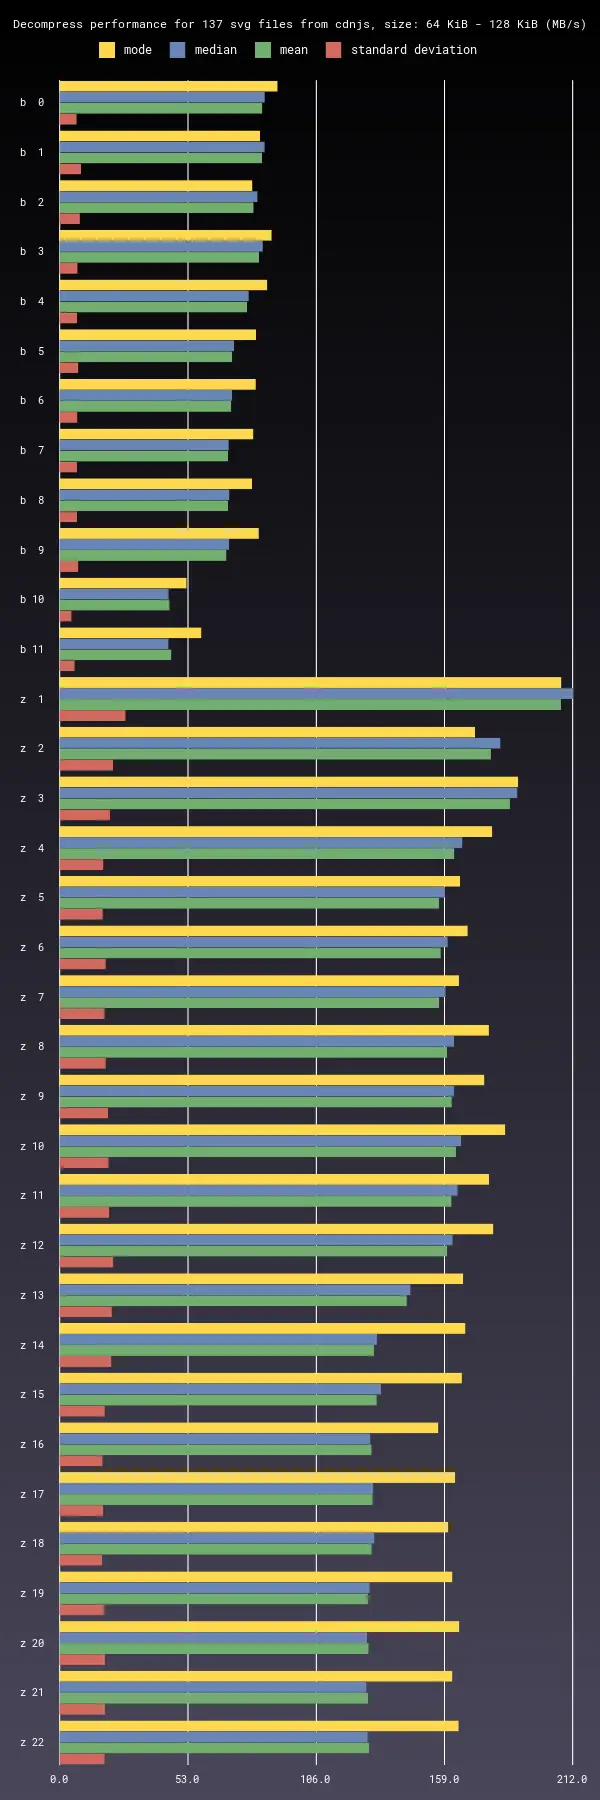 Decompress performance for 137 svg files from cdnjs, size: 64 KiB - 128 KiB (MB/s)
mode median mean standard deviation
b 0
b 1
b 2
b 3
b 4
b 5
b 6
b 7
b 8
b 9
b 10
b 11
z 1
z 2
z 3
z 4
z 5
z 6
z 7
z 8
z 9
z 10
z 11
z 12
z 13
z 14
z 15
z 16
z 17
z 18
z 19
z 20
z 21
z 22
0.0 53.0 106.0 159.0 212.0